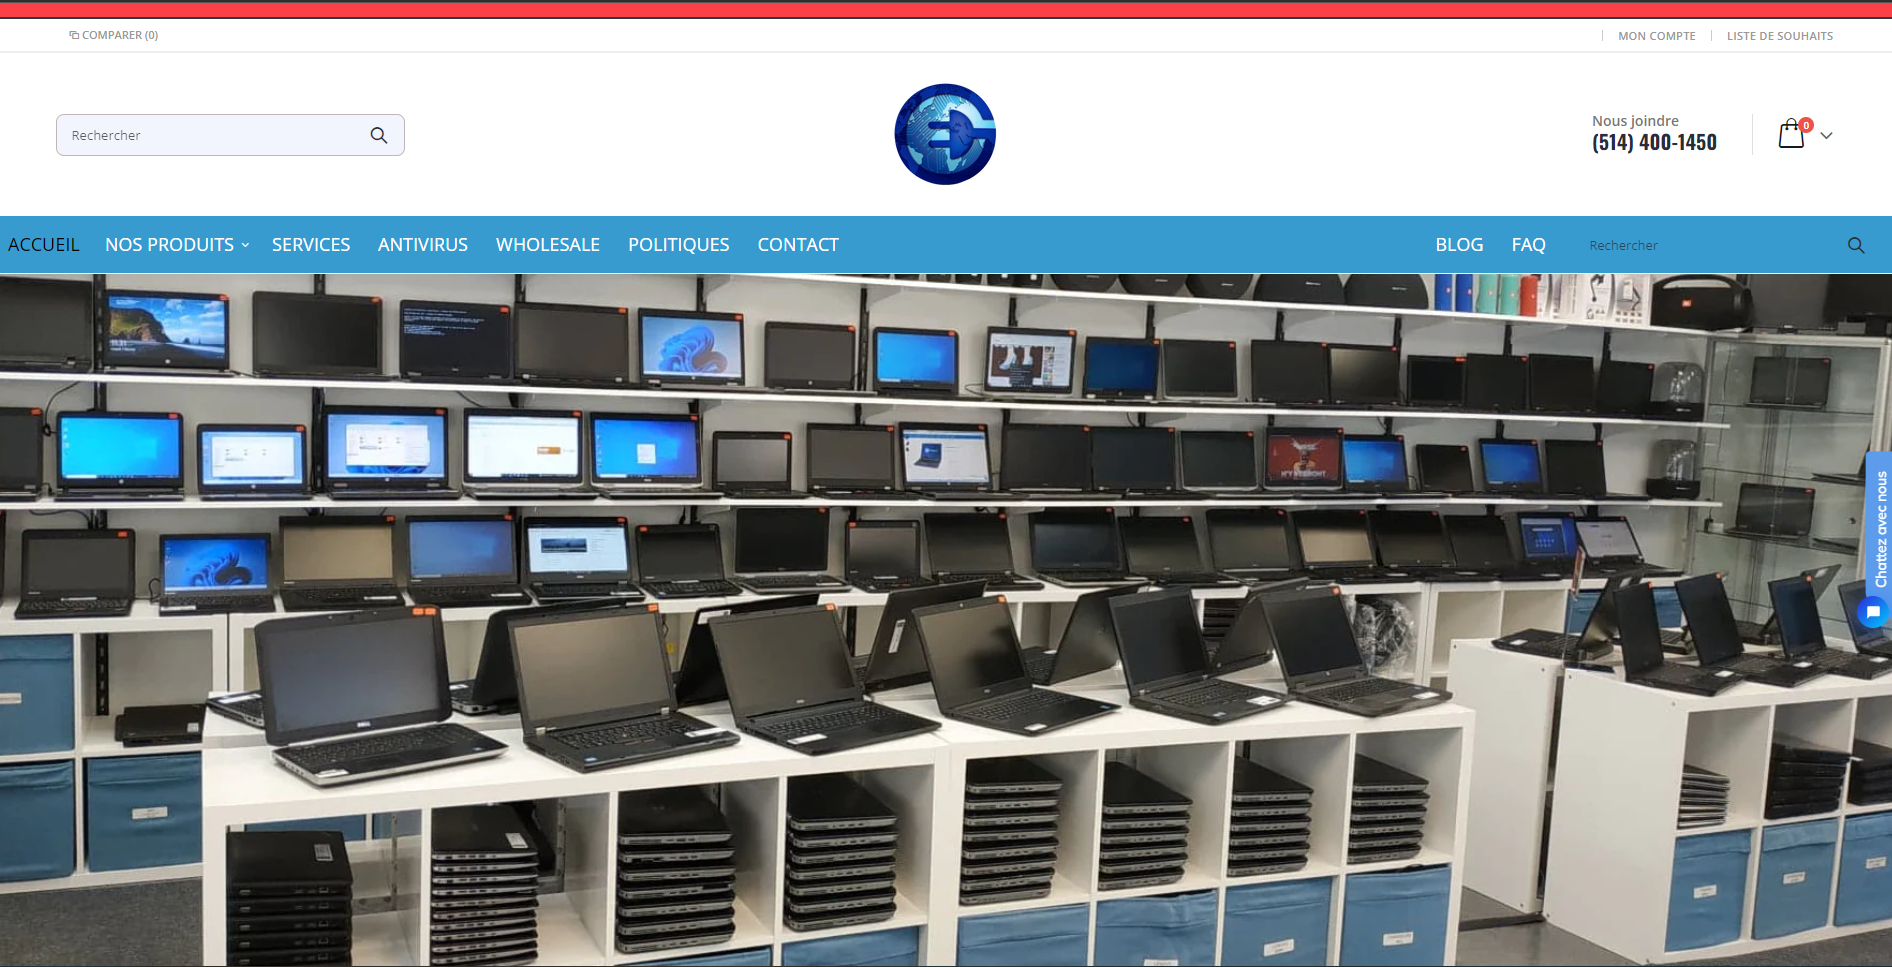 COMPARER (0)
MON COMPTE
LISTE DE SOUHAITS
Rechercher
Nous joindre
(514) 400-1450
0
ACCUEIL
NOS PRODUITS
SERVICES
ANTIVIRUS
WHOLESALE
POLITIQUES
CONTACT
BLOG
FAQ
Rechercher
Chattez avec nous